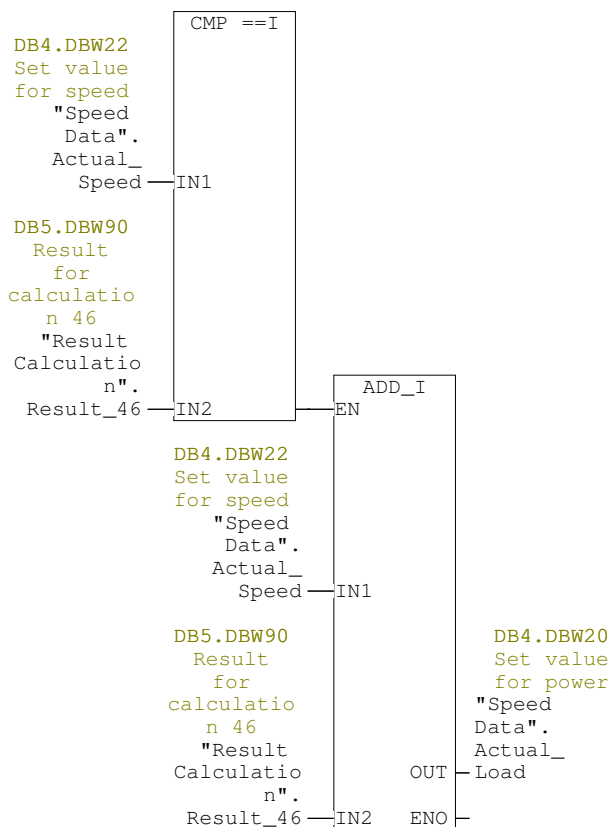 CMP ==I
DB4.DBW22
Set value
for speed
"Speed
Data".
Actual_
Speed
IN1
DB5.DBW90
Result
for
calculatio
n 46
"Result
Calculatio
n".
Result_46
IN2
ADD_I
EN
DB4.DBW22
Set value
for speed
"Speed
Data".
Actual_
Speed
IN1
DB5.DBW90
Result
for
calculatio
n 46
"Result
Calculatio
n".
Result_46
IN2
DB4.DBW20
Set value
for power
"Speed
Data".
Actual_
OUT
Load
ENO